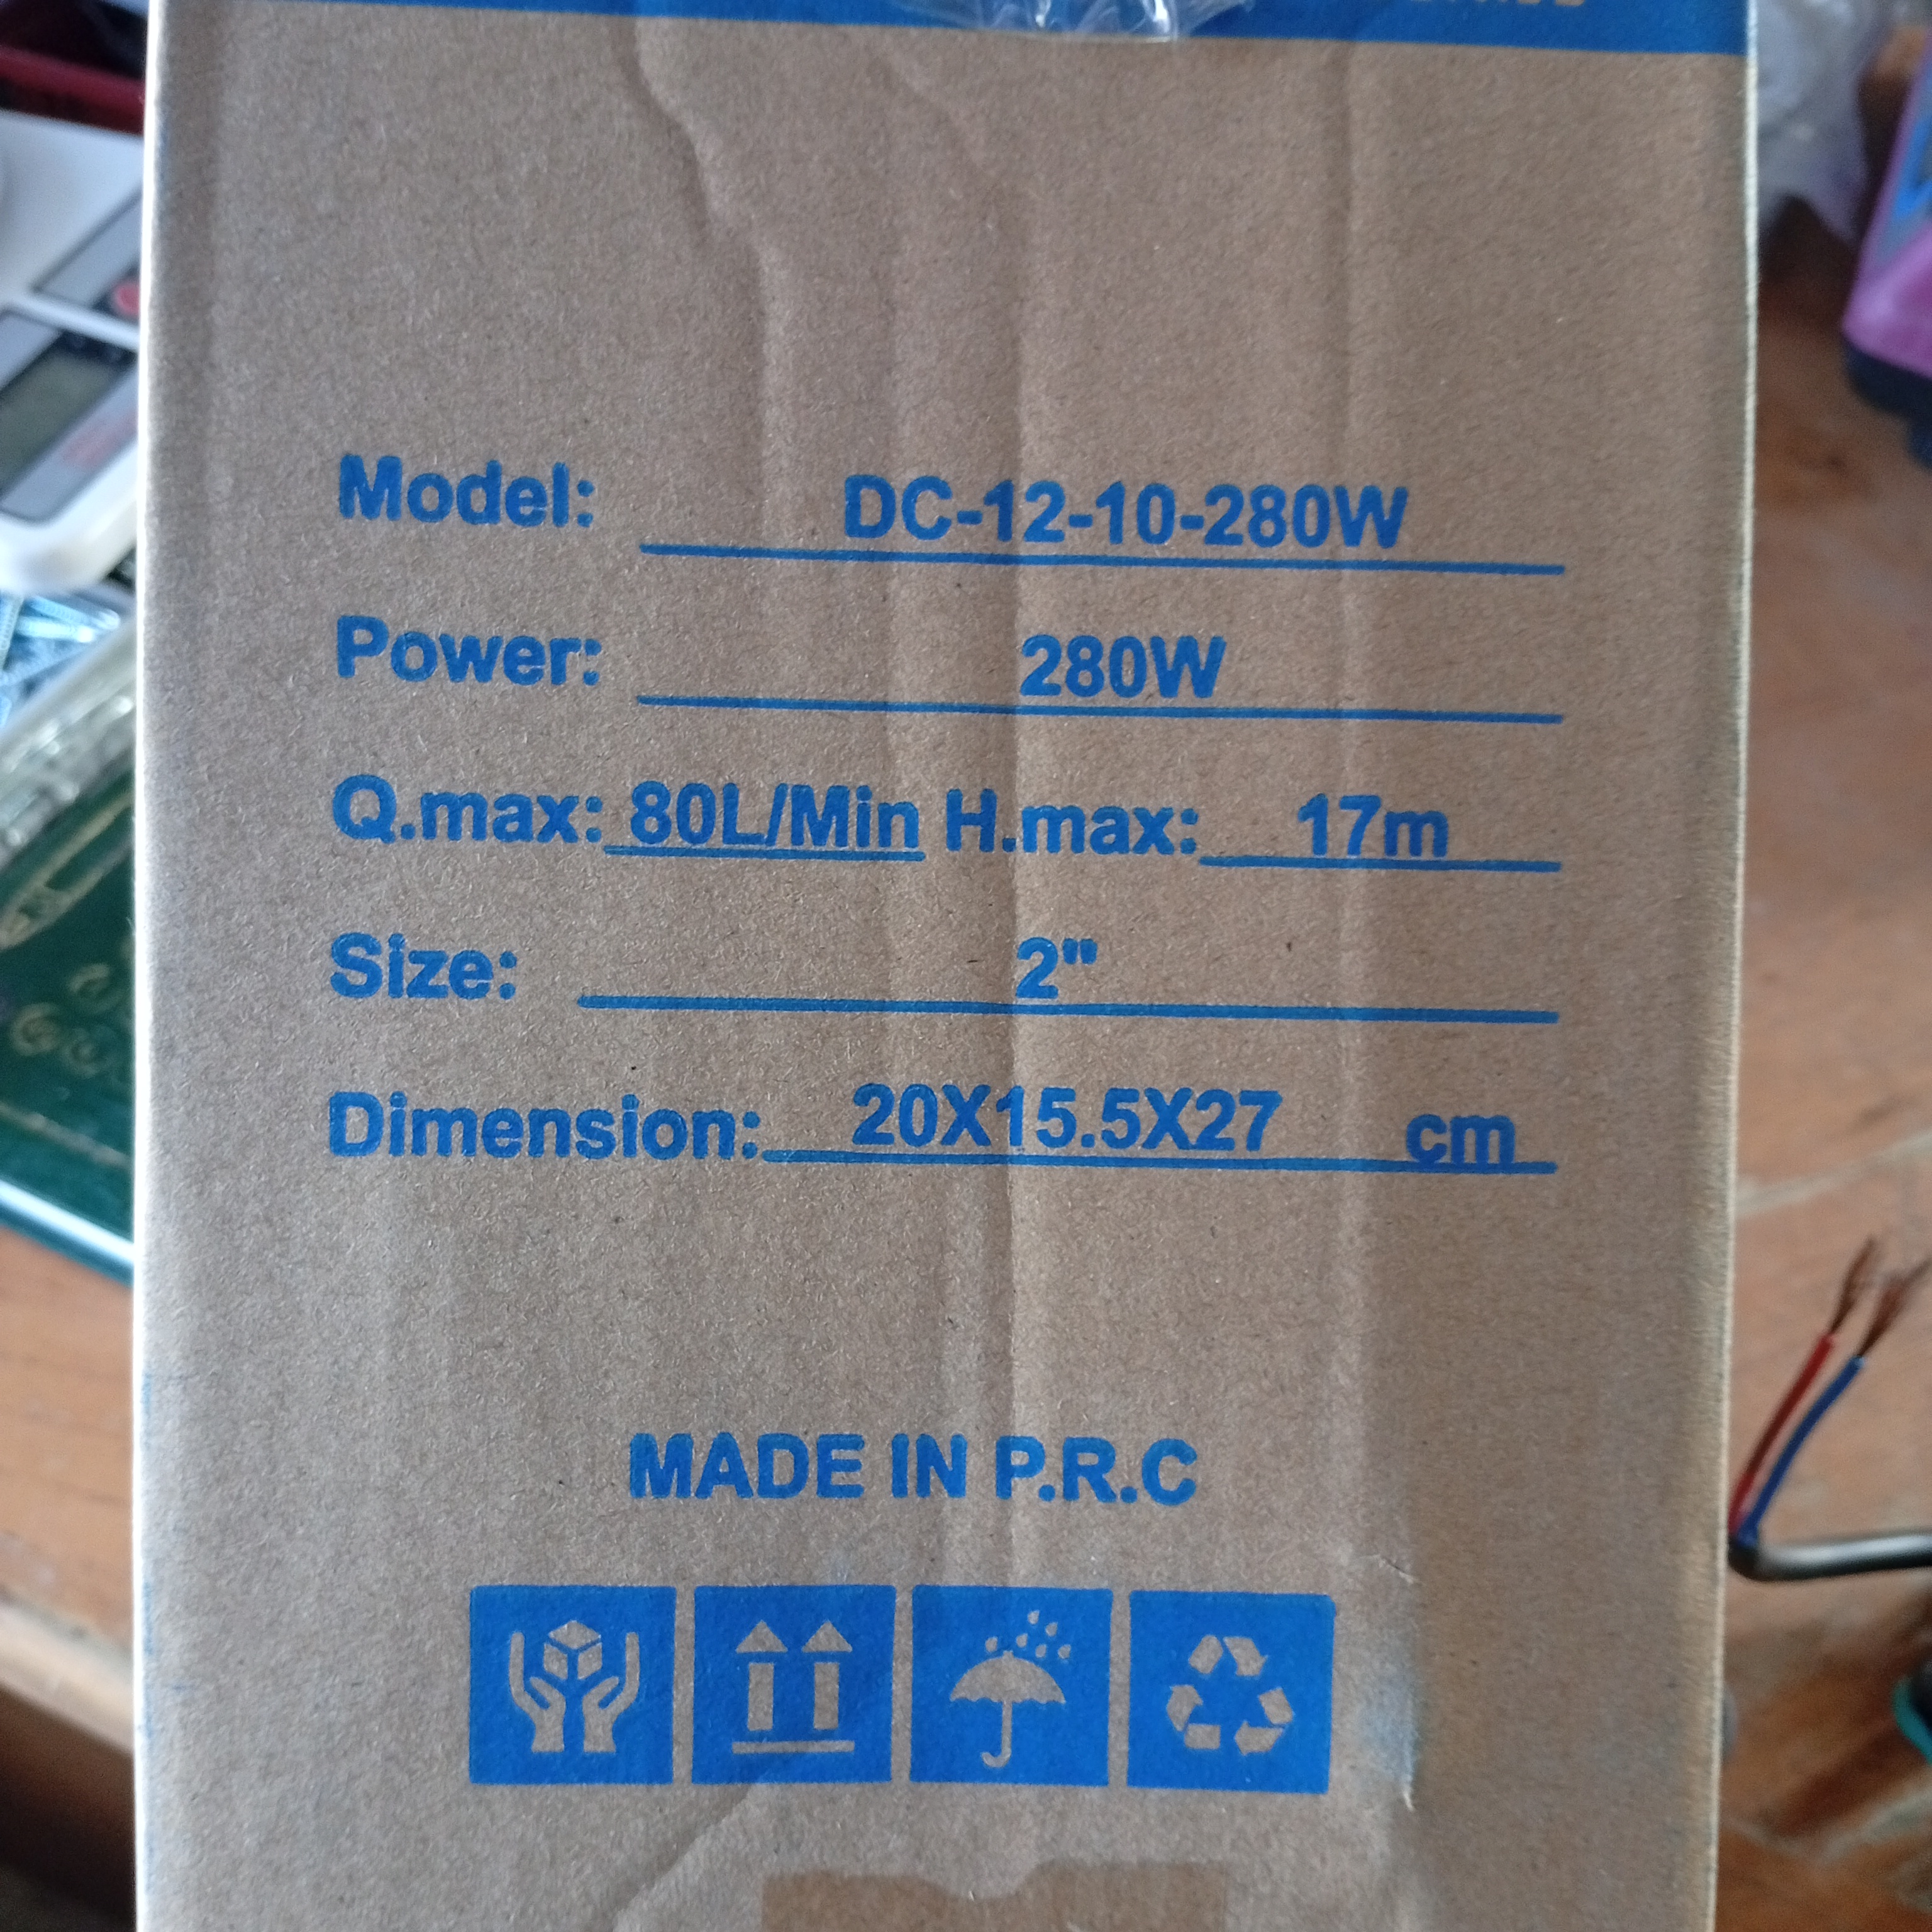 Model: DC-12-10-280W
Power: 280W
Q.max: 80L/Min H.max: 17m
Size: 2"
Dimension: 20X15.5X27 cm
MADE IN P.R.C